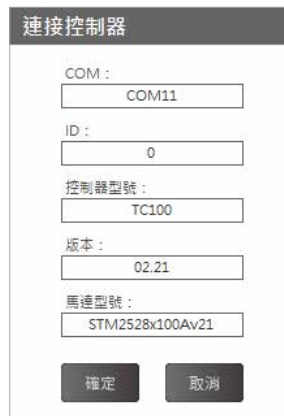 連接控制器
COM：
COM11
ID：
0
控制器型號：
TC100
版本：
02.21
馬達型號：
STM2528x100Av21
確定
取消